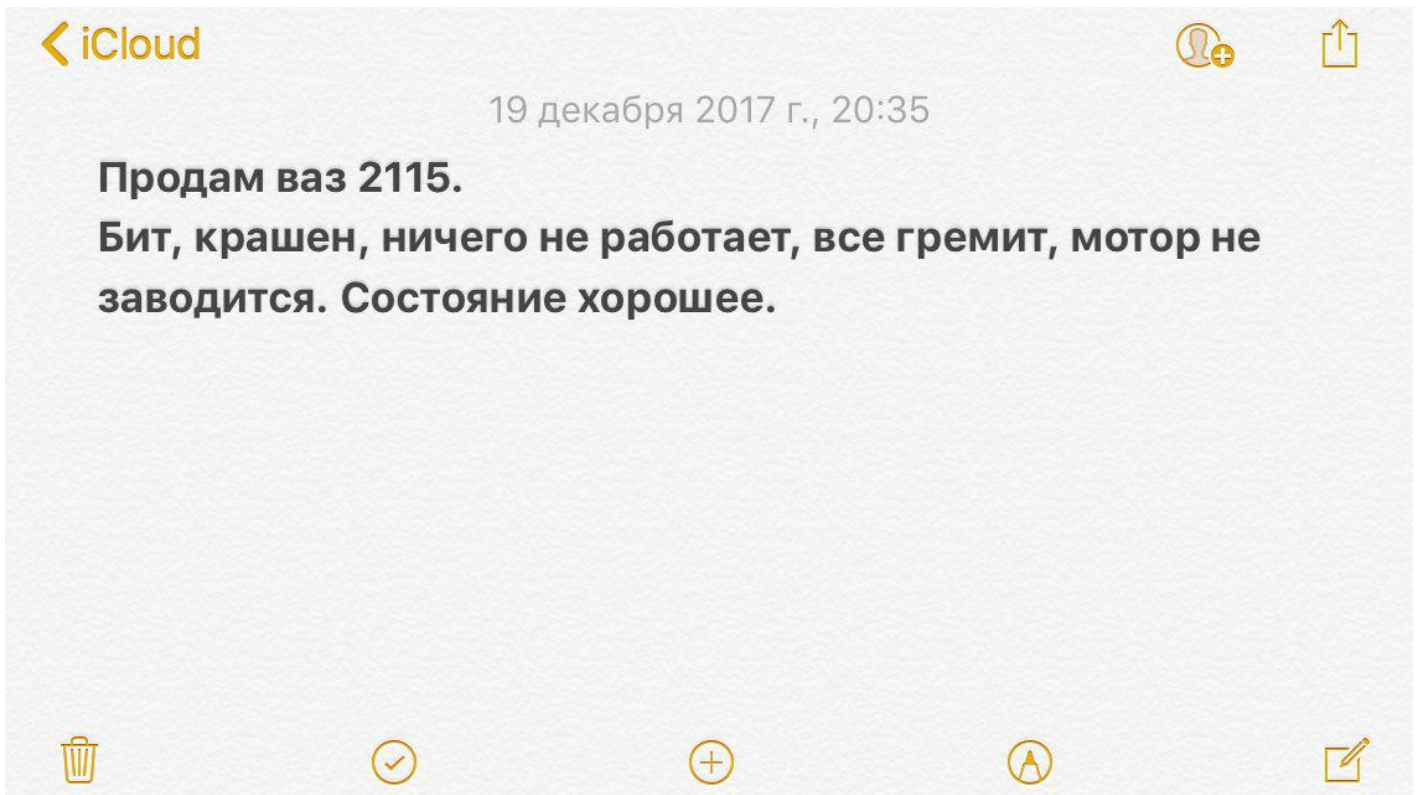 iCloud
19 декабря 2017 г., 20:35
Продам ваз 2115.
Бит, крашен, ничего не работает, все гремит, мотор не
заводится. Состояние хорошее.